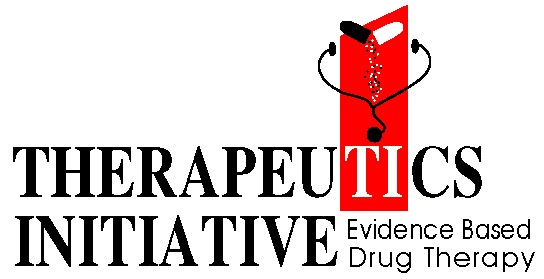 THERAPEUTICS
INITIATIVE
Evidence Based
Drug Therapy